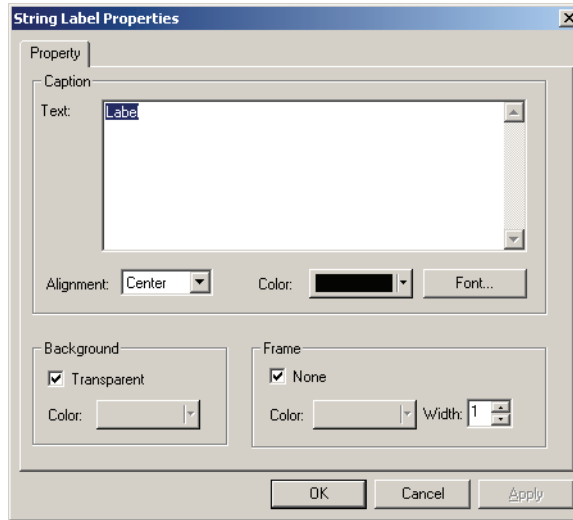 String Label Properties
Property
Caption
Text: Label
Alignment: Center Color: Font...
Background Frame
Transparent None
Color: Color: Width: 1
OK Cancel Apply